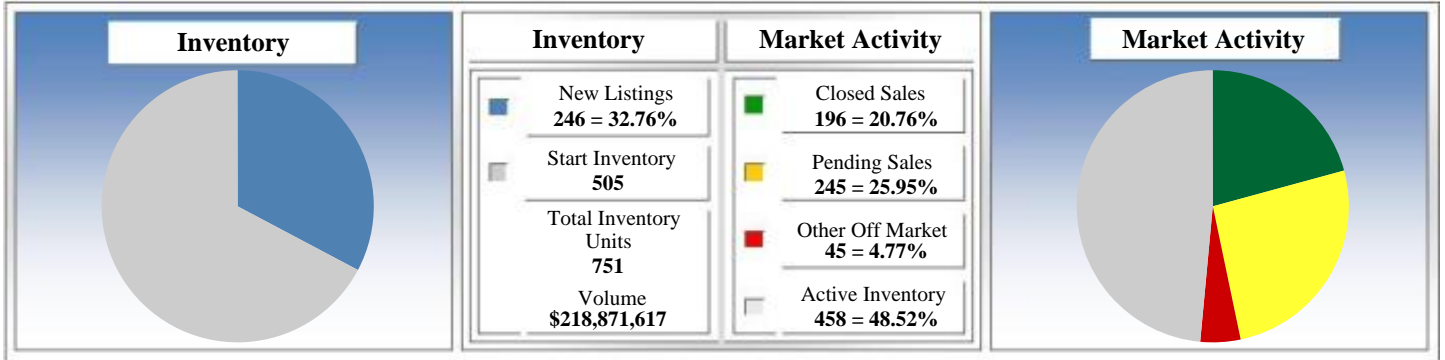 Inventory
Inventory
Market Activity
New Listings
246 = 32.76%
Start Inventory
505
Total Inventory
Units
751
Volume
$218,871,617
Closed Sales
196 = 20.76%
Pending Sales
245 = 25.95%
Other Off Market
45 = 4.77%
Active Inventory
458 = 48.52%
Market Activity